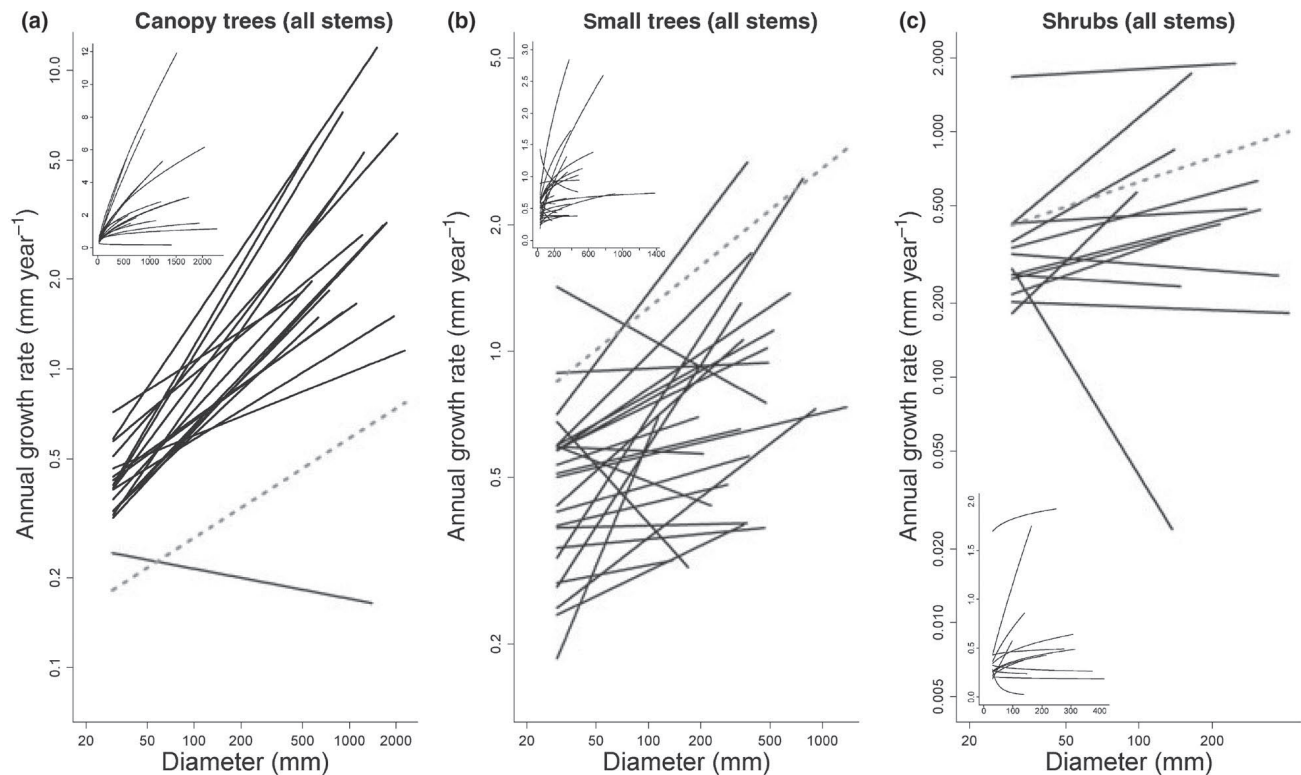 (a) Canopy trees (all stems)
Annual growth rate (mm year−1)
10.0
5.0
2.0
1.0
0.5
0.2
0.1
20 50 100 200 500 1000 2000
Diameter (mm)
12
10
8
6
4
2
0
0 500 1000 1500 2000
(b) Small trees (all stems)
Annual growth rate (mm year−1)
5.0
2.0
1.0
0.5
0.2
20 50 100 200 500 1000
Diameter (mm)
3.0
2.5
2.0
1.5
1.0
0.5
0.0
0 200 600 1000 1400
(c) Shrubs (all stems)
Annual growth rate (mm year−1)
2.000
1.000
0.500
0.200
0.100
0.050
0.020
0.010
0.005
20 50 100 200
Diameter (mm)
2.0
1.5
1.0
0.5
0.0
0 100 200 300 400